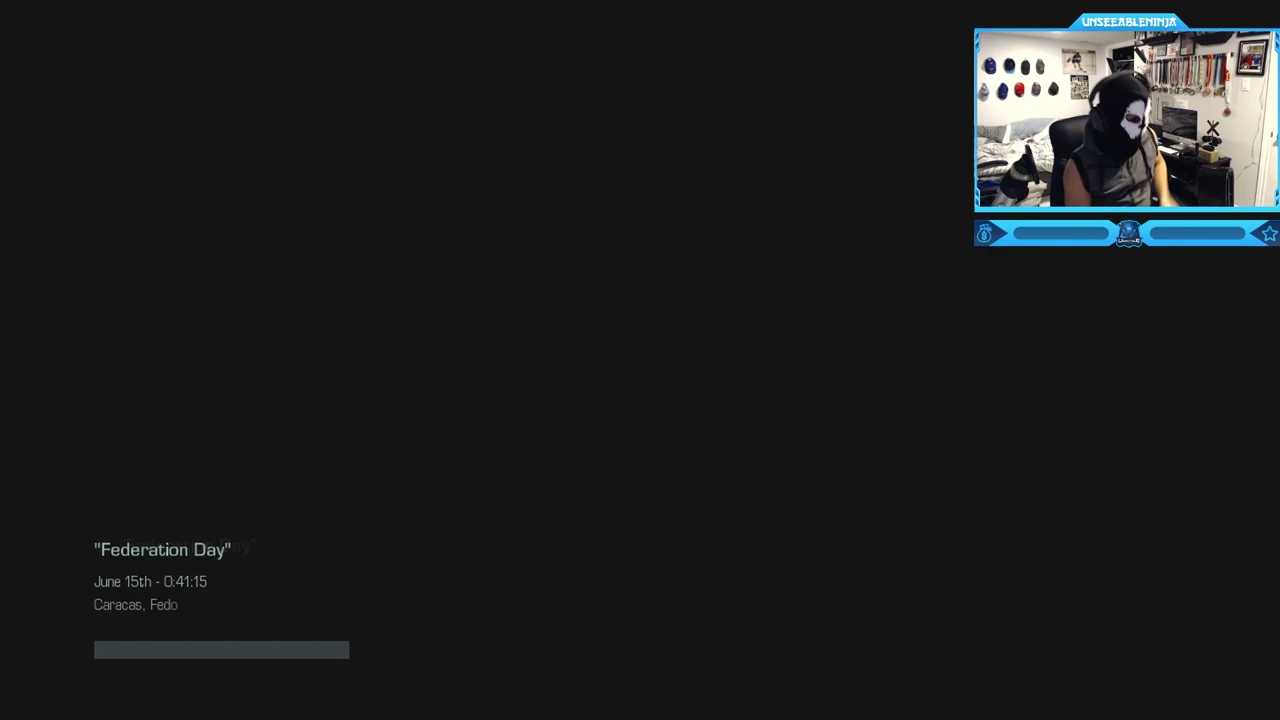 UNSEEABLENINJA
"Federation Day"
June 15th - 0:41:15
Caracas, Fedo